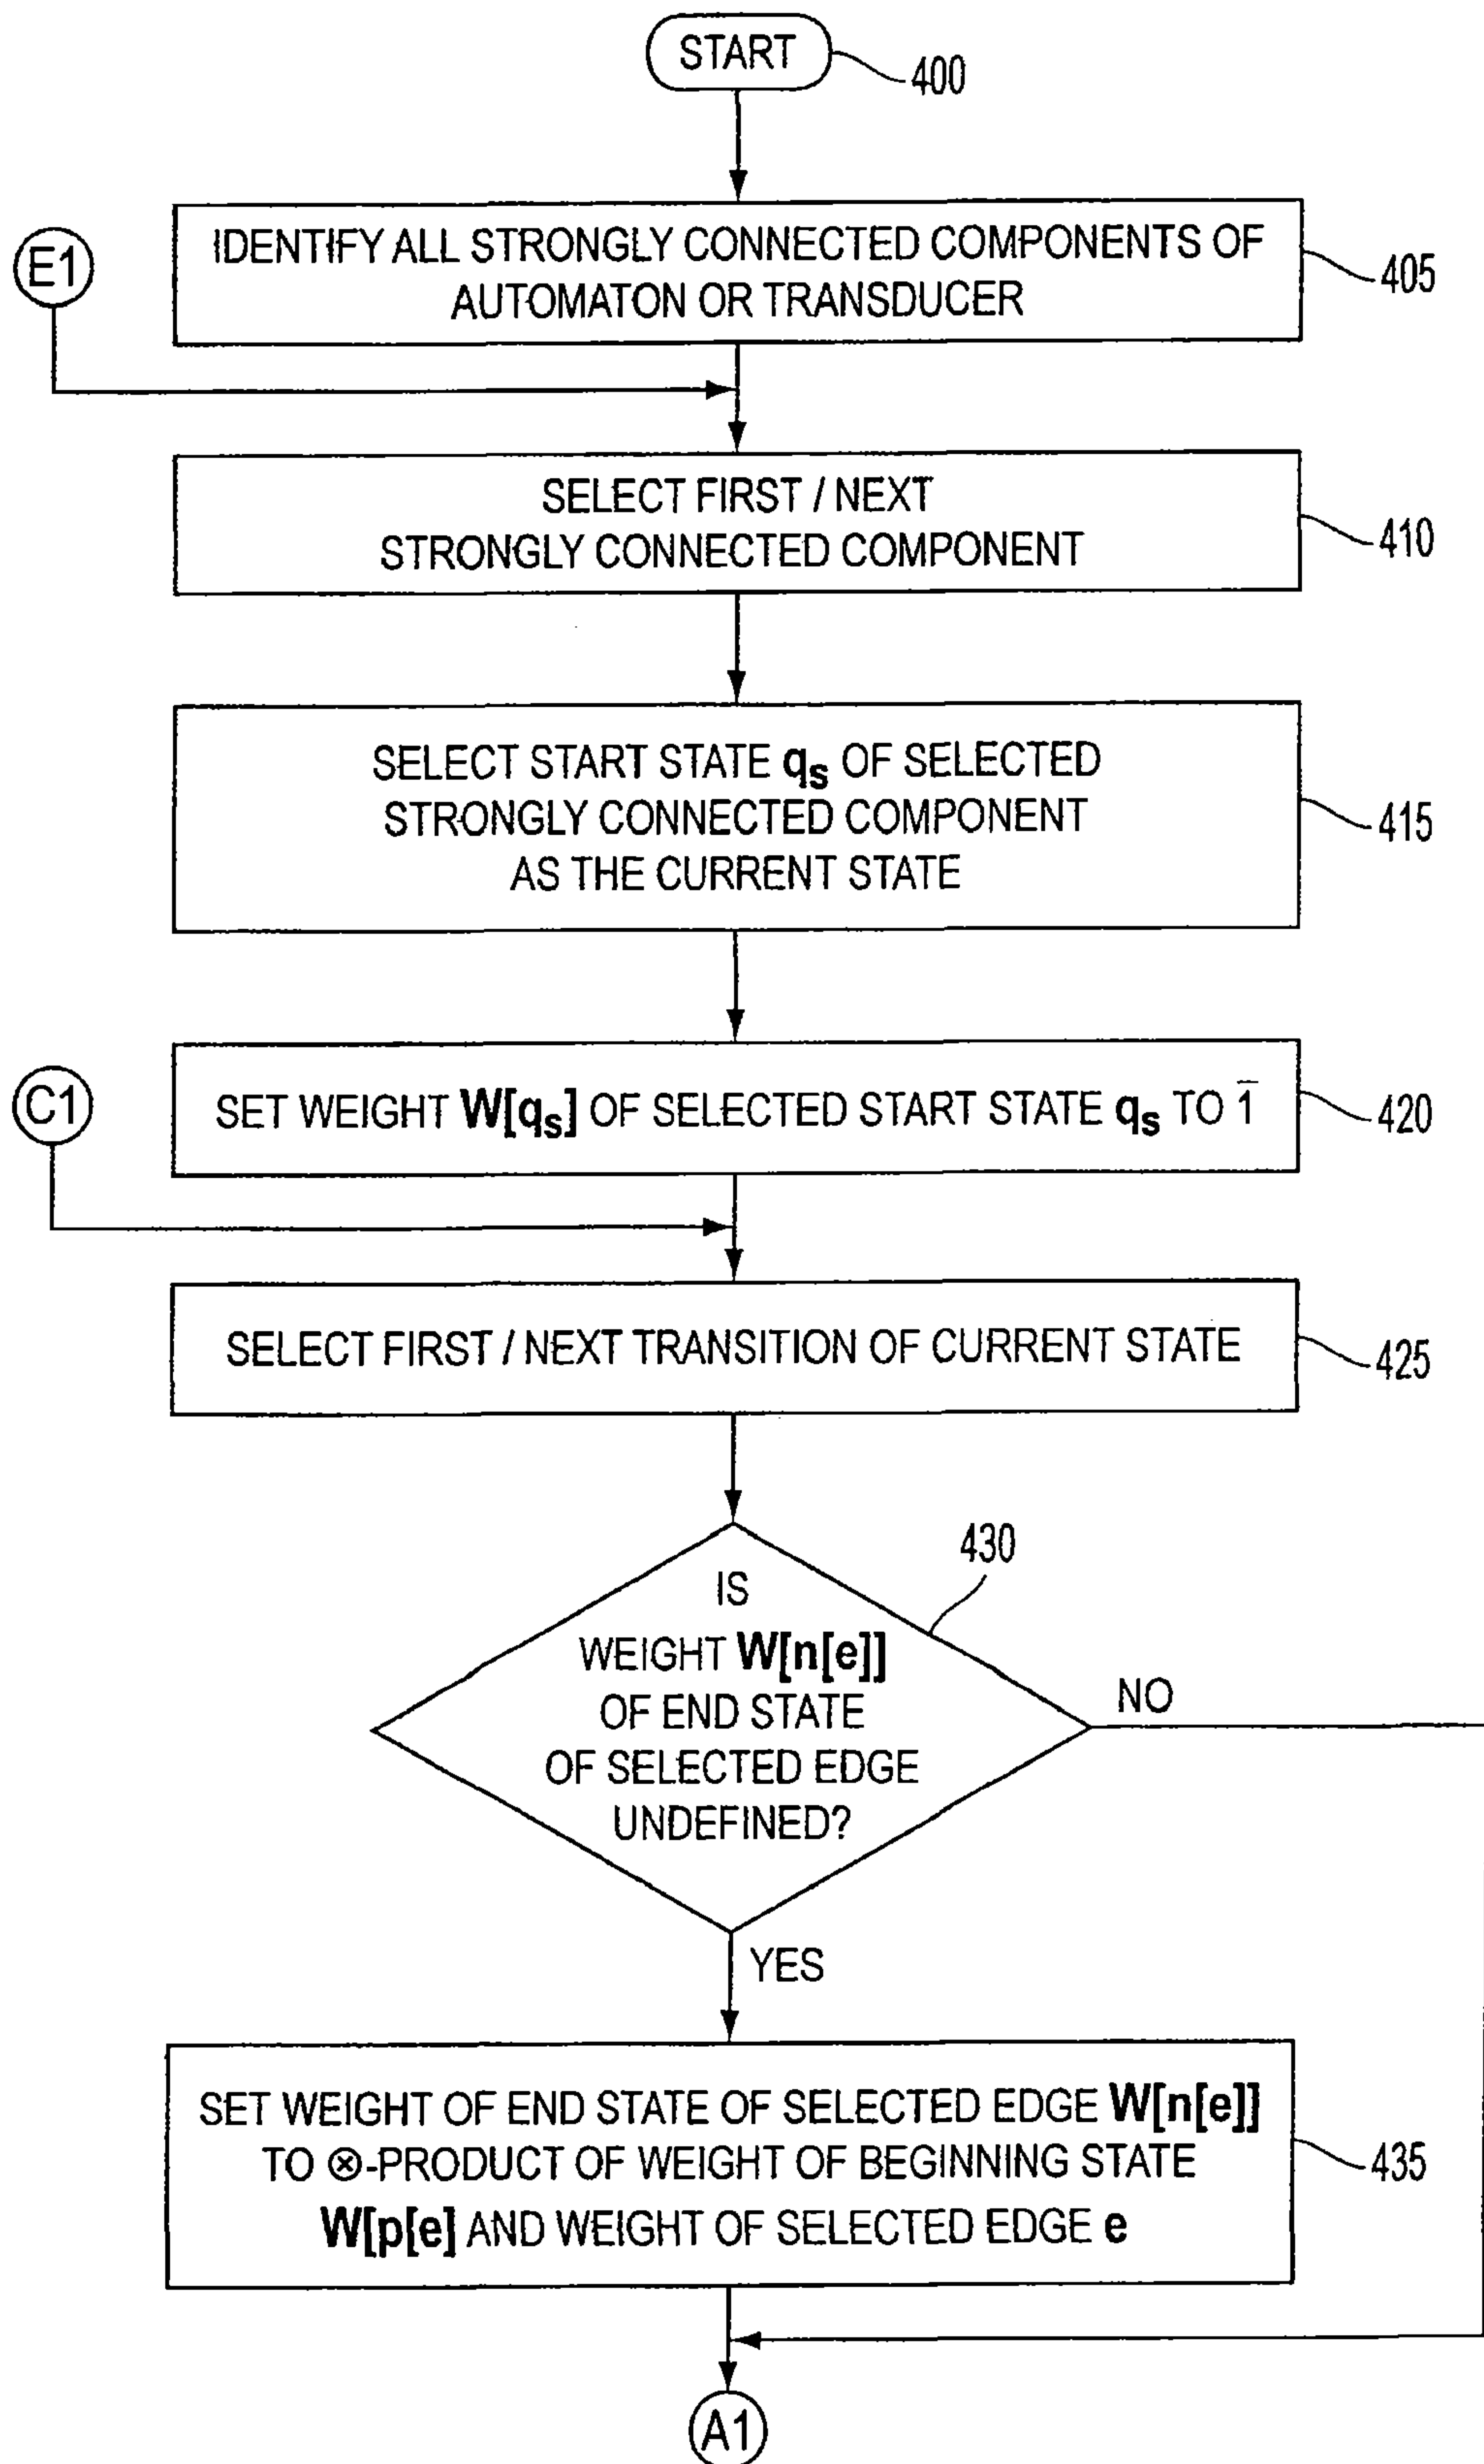 START
400
E1
IDENTIFY ALL STRONGLY CONNECTED COMPONENTS OF
AUTOMATON OR TRANSDUCER
405
SELECT FIRST / NEXT
STRONGLY CONNECTED COMPONENT
410
SELECT START STATE qs OF SELECTED
STRONGLY CONNECTED COMPONENT
AS THE CURRENT STATE
415
C1
SET WEIGHT W[qs] OF SELECTED START STATE qs TO 1̄
420
SELECT FIRST / NEXT TRANSITION OF CURRENT STATE
425
430
IS
WEIGHT W[n[e]]
OF END STATE
OF SELECTED EDGE
UNDEFINED?
NO
YES
SET WEIGHT OF END STATE OF SELECTED EDGE W[n[e]]
TO ⊗-PRODUCT OF WEIGHT OF BEGINNING STATE
W[p[e] AND WEIGHT OF SELECTED EDGE e
435
A1